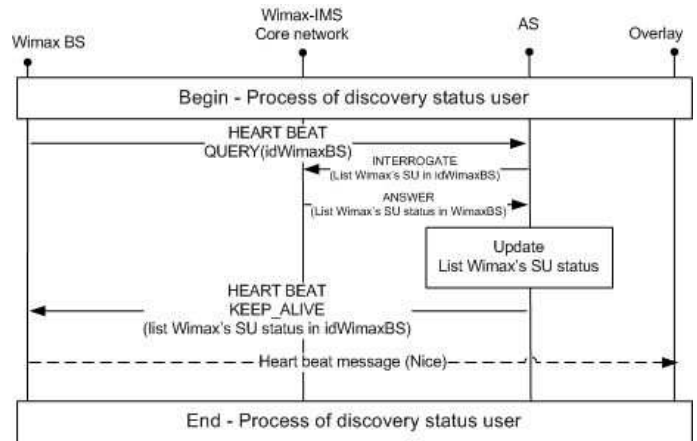 Wimax BS
Wimax-IMS
Core network
AS
Overlay
Begin - Process of discovery status user
HEART BEAT
QUERY(idWimaxBS)
INTERROGATE
(List Wimax's SU in idWimaxBS)
ANSWER
(List Wimax's SU status in WimaxBS)
Update
List Wimax's SU status
HEART BEAT
KEEP_ALIVE
(list Wimax's SU status in idWimaxBS)
Heart beat message (Nice)
End - Process of discovery status user